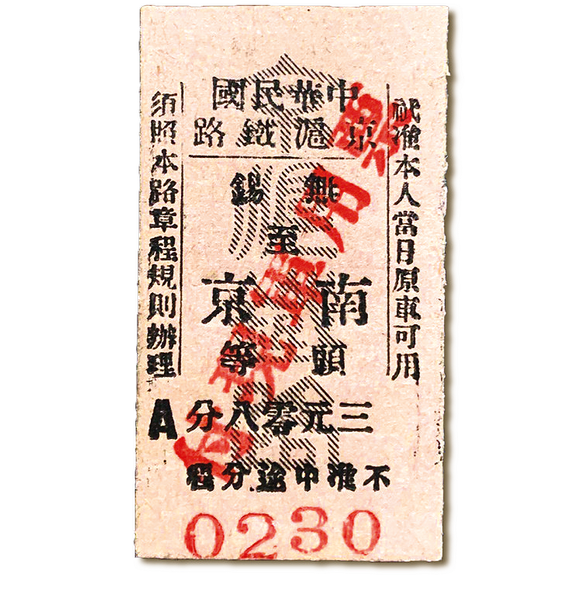 中華民國
京滬鐵路
祇准本人當日原車可用
無錫
至
南京
頭等
三元零八分
A
不准中途分程
須照本路章程規則辦理
用票
0230